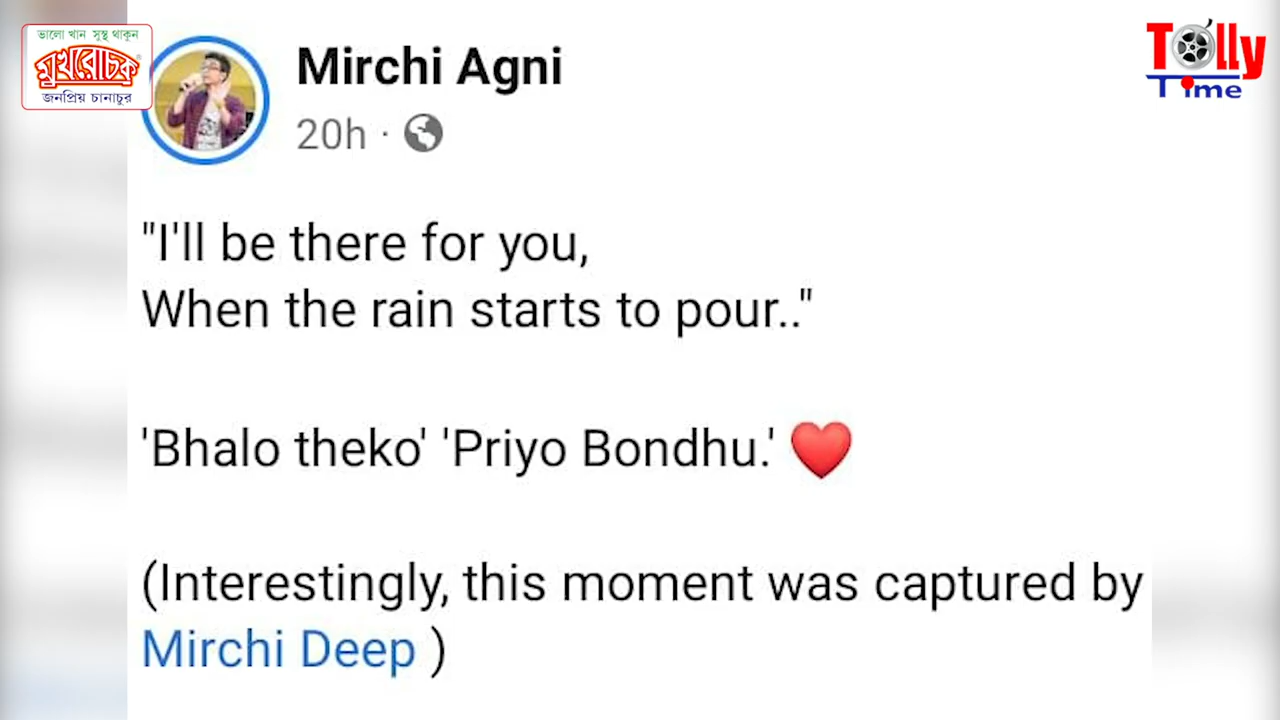 ভালো খান সুস্থ থাকুন
মুখরোচক
জনপ্রিয় চানাচুর
Tolly
Time
Mirchi Agni
20h ·
"I'll be there for you,
When the rain starts to pour.."
'Bhalo theko' 'Priyo Bondhu.' ❤️
(Interestingly, this moment was captured by
Mirchi Deep )